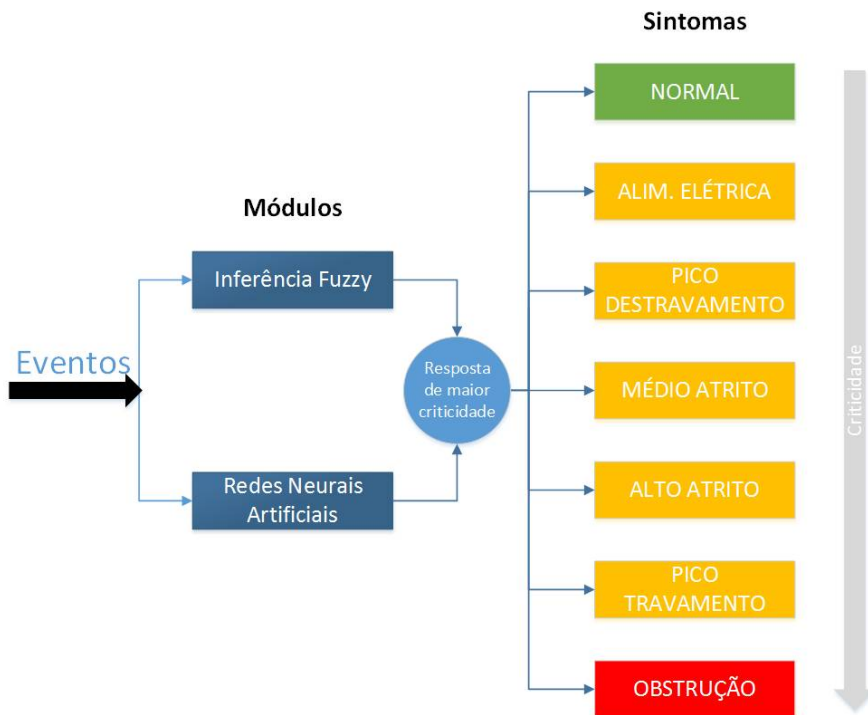 Sintomas
NORMAL
ALIM. ELÉTRICA
Módulos
Inferência Fuzzy
PICO
DESTRAVAMENTO
Eventos
Resposta
de maior
criticidade
MÉDIO ATRITO
Criticidade
Redes Neurais
Artificiais
ALTO ATRITO
PICO
TRAVAMENTO
OBSTRUÇÃO